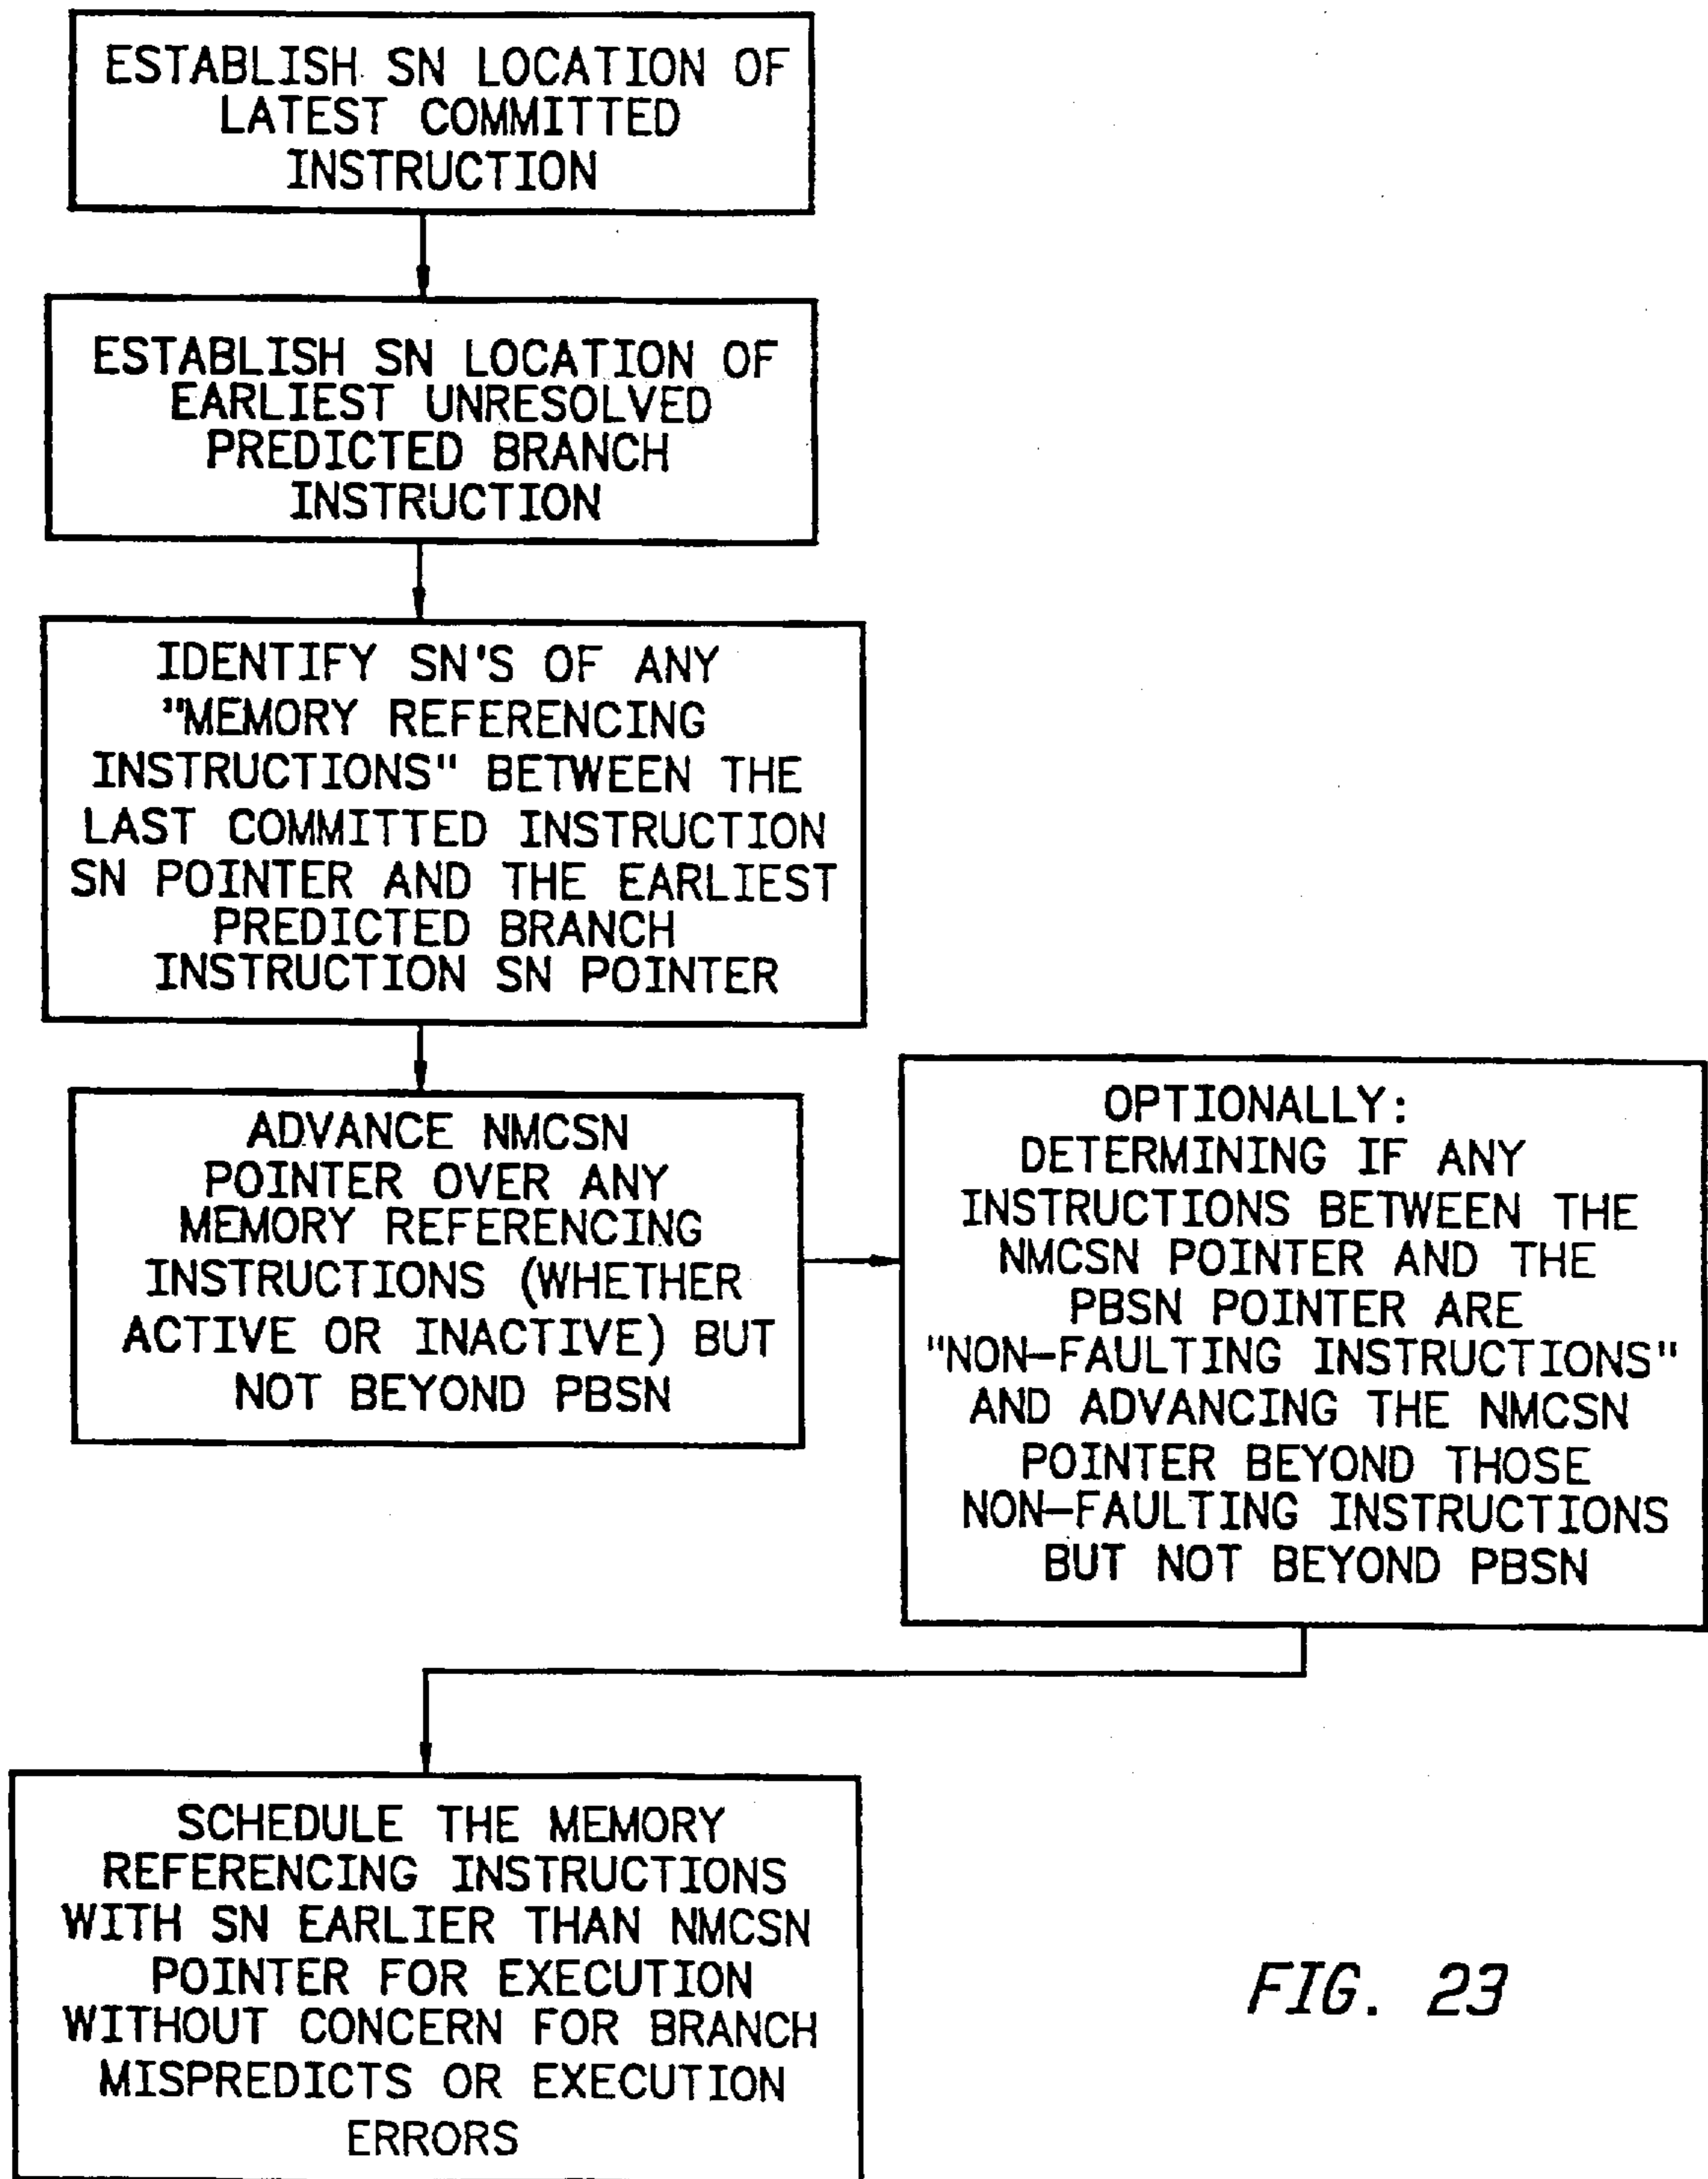 ESTABLISH SN LOCATION OF
LATEST COMMITTED
INSTRUCTION
ESTABLISH SN LOCATION OF
EARLIEST UNRESOLVED
PREDICTED BRANCH
INSTRUCTION
IDENTIFY SN'S OF ANY
"MEMORY REFERENCING
INSTRUCTIONS" BETWEEN THE
LAST COMMITTED INSTRUCTION
SN POINTER AND THE EARLIEST
PREDICTED BRANCH
INSTRUCTION SN POINTER
ADVANCE NMCSN
POINTER OVER ANY
MEMORY REFERENCING
INSTRUCTIONS (WHETHER
ACTIVE OR INACTIVE) BUT
NOT BEYOND PBSN
OPTIONALLY:
DETERMINING IF ANY
INSTRUCTIONS BETWEEN THE
NMCSN POINTER AND THE
PBSN POINTER ARE
"NON-FAULTING INSTRUCTIONS"
AND ADVANCING THE NMCSN
POINTER BEYOND THOSE
NON-FAULTING INSTRUCTIONS
BUT NOT BEYOND PBSN
SCHEDULE THE MEMORY
REFERENCING INSTRUCTIONS
WITH SN EARLIER THAN NMCSN
POINTER FOR EXECUTION
WITHOUT CONCERN FOR BRANCH
MISPREDICTS OR EXECUTION
ERRORS
FIG. 23